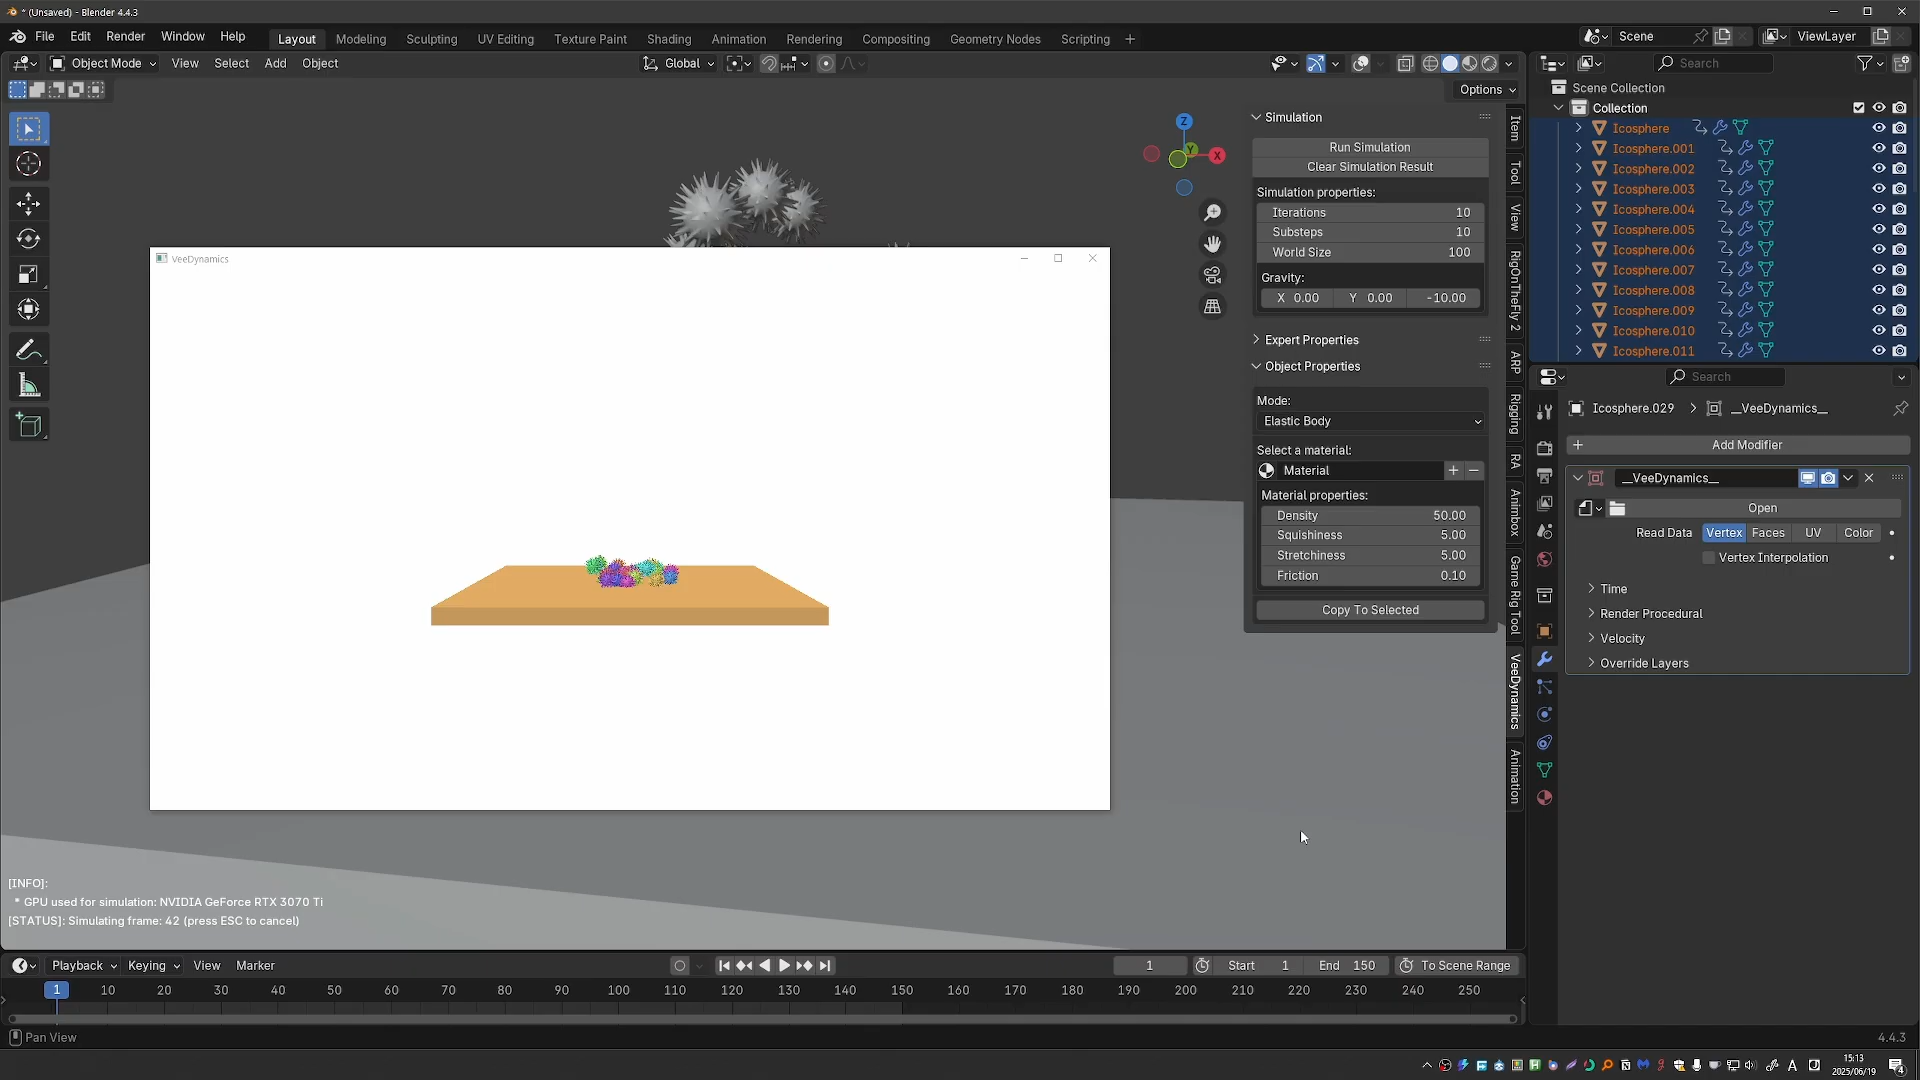 * (Unsaved) - Blender 4.4.3
File Edit Render Window Help Layout Modeling Sculpting UV Editing Texture Paint Shading Animation Rendering Compositing Geometry Nodes Scripting + Scene ViewLayer
Object Mode View Select Add Object Global Search
Options
Scene Collection
Collection
Icosphere
Icosphere.001
Icosphere.002
Icosphere.003
Icosphere.004
Icosphere.005
Icosphere.006
Icosphere.007
Icosphere.008
Icosphere.009
Icosphere.010
Icosphere.011
Z
Y
X
VeeDynamics
Simulation
Run Simulation
Clear Simulation Result
Simulation properties:
Iterations 10
Substeps 10
World Size 100
Gravity:
X 0.00 Y 0.00 -10.00
Expert Properties
Object Properties
Mode:
Elastic Body
Select a material:
Material + −
Material properties:
Density 50.00
Squishiness 5.00
Stretchiness 5.00
Friction 0.10
Copy To Selected
Item
Tool
View
RigOnTheFly 2
ARP
Rigging
RA
Animbox
Game Rig Tool
VeeDynamics
Animation
Search
Icosphere.029 > __VeeDynamics__
+ Add Modifier
__VeeDynamics__
Open
Read Data Vertex Faces UV Color
Vertex Interpolation
Time
Render Procedural
Velocity
Override Layers
[INFO]:
* GPU used for simulation: NVIDIA GeForce RTX 3070 Ti
[STATUS]: Simulating frame: 42 (press ESC to cancel)
Playback Keying View Marker 1 Start 1 End 150 To Scene Range
1 10 20 30 40 50 60 70 80 90 100 110 120 130 140 150 160 170 180 190 200 210 220 230 240 250
Pan View 4.4.3
A
15:13
2025/06/19
4